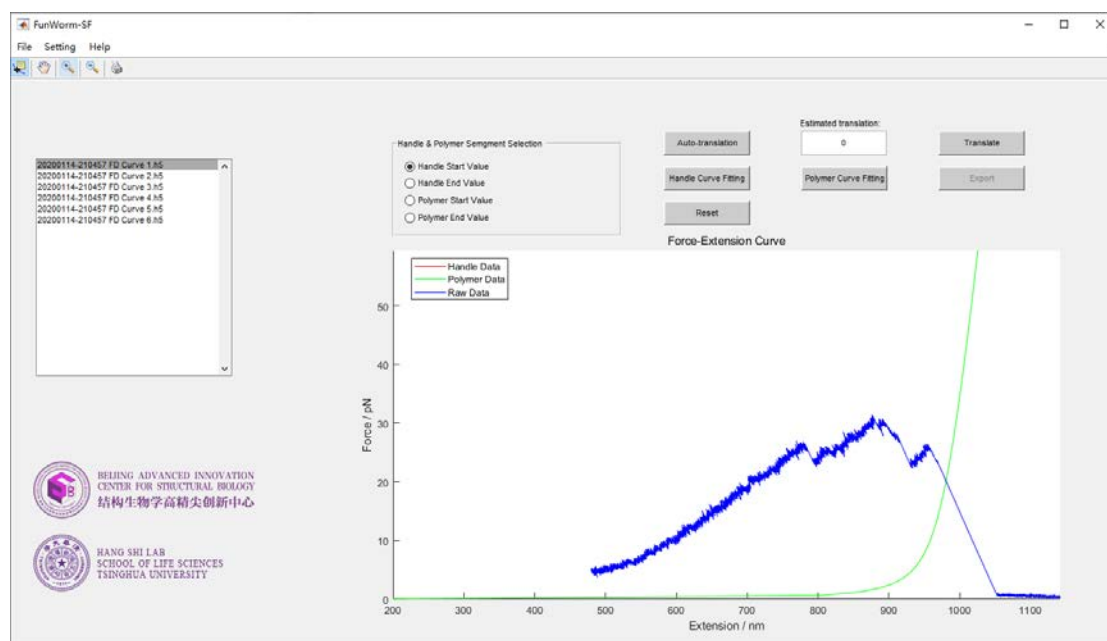 FunWorm-SF
File Setting Help
20200114-210457 FD Curve 1.h5
20200114-210457 FD Curve 2.h5
20200114-210457 FD Curve 3.h5
20200114-210457 FD Curve 4.h5
20200114-210457 FD Curve 5.h5
20200114-210457 FD Curve 6.h5
Handle & Polymer Semgment Selection
Handle Start Value
Handle End Value
Polymer Start Value
Polymer End Value
Auto-translation
Handle Curve Fitting
Reset
Estimated translation:
0
Polymer Curve Fitting
Translate
Export
Force-Extension Curve
Handle Data
Polymer Data
Raw Data
Force / pN
50
40
30
20
10
0
200 300 400 500 600 700 800 900 1000 1100
Extension / nm
BEIJING ADVANCED INNOVATION
CENTER FOR STRUCTURAL BIOLOGY
结构生物学高精尖创新中心
HANG SHI LAB
SCHOOL OF LIFE SCIENCES
TSINGHUA UNIVERSITY